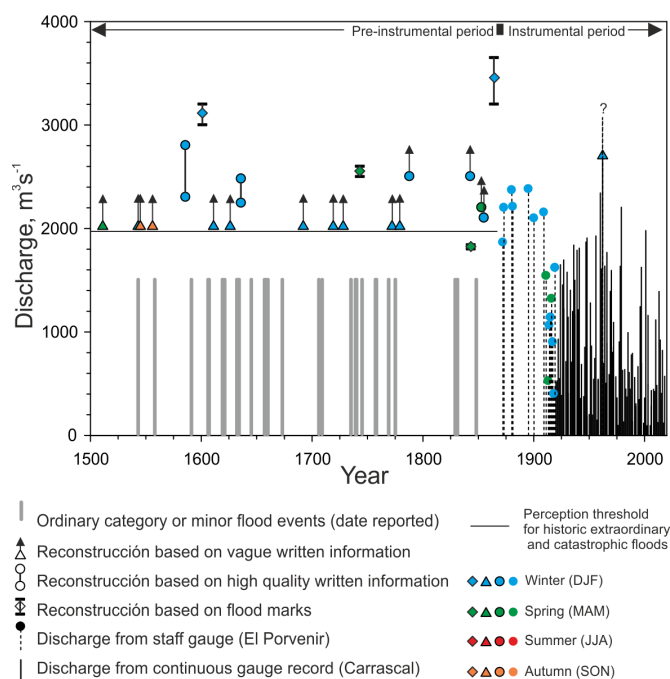 4000
Pre-instrumental period
Instrumental period
3000
?
2000
1000
0
Discharge, m³s⁻¹
1500
1600
1700
1800
1900
2000
Year
Ordinary category or minor flood events (date reported)
Reconstrucción based on vague written information
Reconstrucción based on high quality written information
Reconstrucción based on flood marks
Discharge from staff gauge (El Porvenir)
Discharge from continuous gauge record (Carrascal)
Perception threshold
for historic extraordinary
and catastrophic floods
Winter (DJF)
Spring (MAM)
Summer (JJA)
Autumn (SON)